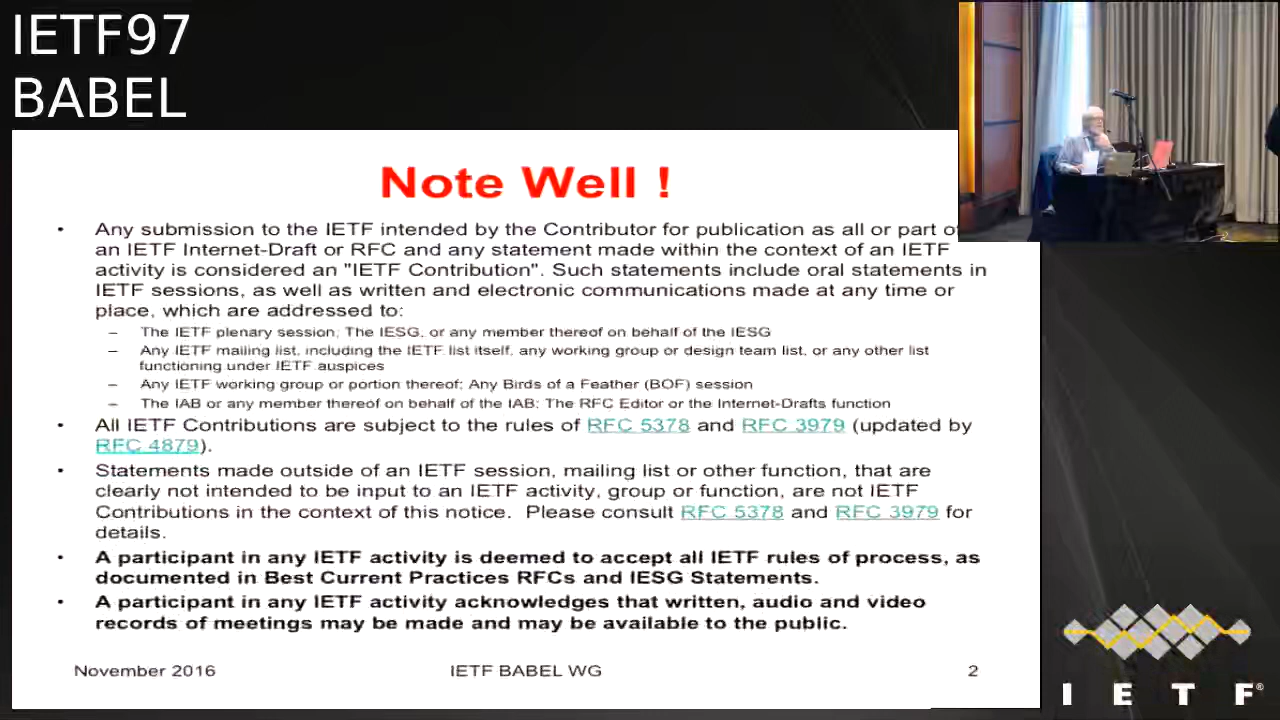 IETF97
BABEL
Note Well !
• Any submission to the IETF intended by the Contributor for publication as all or part
an IETF Internet-Draft or RFC and any statement made within the context of an IETF
activity is considered an "IETF Contribution". Such statements include oral statements in
IETF sessions, as well as written and electronic communications made at any time or
place, which are addressed to:
– The IETF plenary session; The IESG, or any member thereof on behalf of the IESG
– Any IETF mailing list, including the IETF list itself, any working group or design team list, or any other list
functioning under IETF auspices
– Any IETF working group or portion thereof; Any Birds of a Feather (BOF) session
– The IAB or any member thereof on behalf of the IAB; The RFC Editor or the Internet-Drafts function
• All IETF Contributions are subject to the rules of RFC 5378 and RFC 3979 (updated by
RFC 4879).
• Statements made outside of an IETF session, mailing list or other function, that are
clearly not intended to be input to an IETF activity, group or function, are not IETF
Contributions in the context of this notice. Please consult RFC 5378 and RFC 3979 for
details.
• A participant in any IETF activity is deemed to accept all IETF rules of process, as
documented in Best Current Practices RFCs and IESG Statements.
• A participant in any IETF activity acknowledges that written, audio and video
records of meetings may be made and may be available to the public.
November 2016 IETF BABEL WG 2
I E T F®